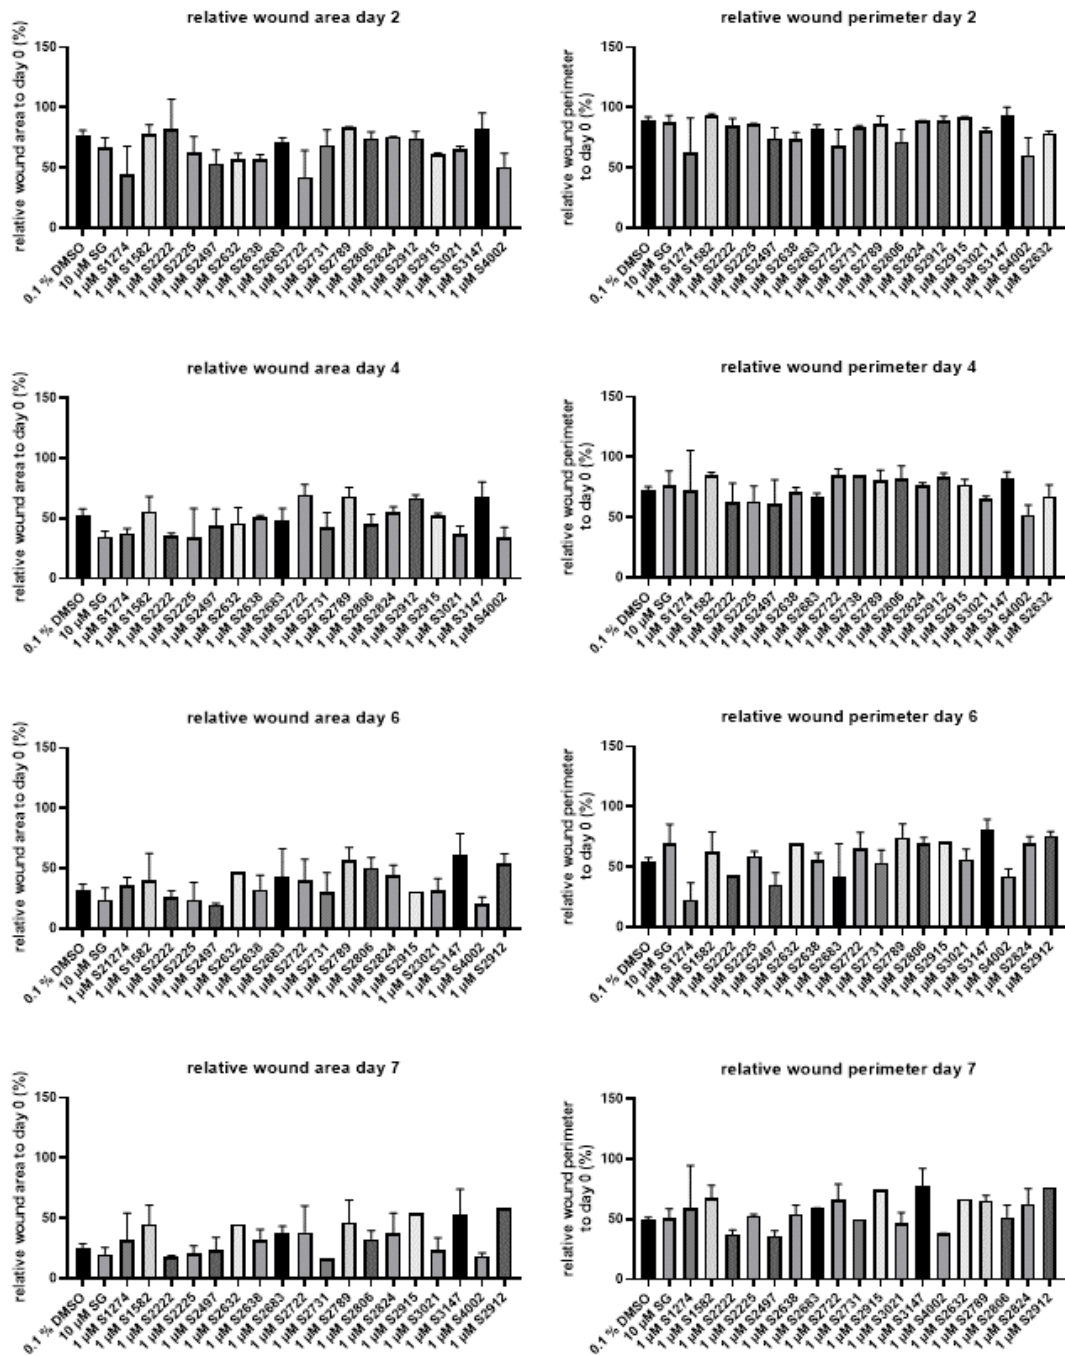 relative wound area day 2
relative wound area to day 0 (%)
150
100
50
0
0.1 % DMSO
10 µM SG
1 µM S1274
1 µM S1582
1 µM S2222
1 µM S2225
1 µM S2497
1 µM S2632
1 µM S2638
1 µM S2683
1 µM S2722
1 µM S2731
1 µM S2789
1 µM S2806
1 µM S2824
1 µM S2912
1 µM S2915
1 µM S3021
1 µM S3147
1 µM S4002
relative wound perimeter day 2
relative wound perimeter
to day 0 (%)
150
100
50
0
0.1 % DMSO
10 µM SG
1 µM S1274
1 µM S1582
1 µM S2222
1 µM S2225
1 µM S2497
1 µM S2638
1 µM S2683
1 µM S2722
1 µM S2731
1 µM S2789
1 µM S2806
1 µM S2824
1 µM S2912
1 µM S2915
1 µM S3021
1 µM S3147
1 µM S4002
1 µM S2632
relative wound area day 4
relative wound area to day 0 (%)
150
100
50
0
0.1 % DMSO
10 µM SG
1 µM S1274
1 µM S1582
1 µM S2222
1 µM S2225
1 µM S2497
1 µM S2632
1 µM S2638
1 µM S2683
1 µM S2722
1 µM S2731
1 µM S2789
1 µM S2806
1 µM S2824
1 µM S2912
1 µM S2915
1 µM S3021
1 µM S3147
1 µM S4002
relative wound perimeter day 4
relative wound perimeter
to day 0 (%)
150
100
50
0
0.1 % DMSO
10 µM SG
1 µM S1274
1 µM S1582
1 µM S2222
1 µM S2225
1 µM S2497
1 µM S2638
1 µM S2683
1 µM S2722
1 µM S2738
1 µM S2789
1 µM S2806
1 µM S2824
1 µM S2912
1 µM S2915
1 µM S3021
1 µM S3147
1 µM S4002
1 µM S2632
relative wound area day 6
relative wound area to day 0 (%)
150
100
50
0
0.1 % DMSO
10 µM SG
1 µM S21274
1 µM S1582
1 µM S2222
1 µM S2225
1 µM S2497
1 µM S2632
1 µM S2638
1 µM S2683
1 µM S2722
1 µM S2731
1 µM S2789
1 µM S2806
1 µM S2824
1 µM S2915
1 µM S23021
1 µM S3147
1 µM S4002
1 µM S2912
relative wound perimeter day 6
relative wound perimeter
to day 0 (%)
150
100
50
0
0.1 % DMSO
10 µM SG
1 µM S1274
1 µM S1582
1 µM S2222
1 µM S2225
1 µM S2497
1 µM S2632
1 µM S2638
1 µM S2683
1 µM S2722
1 µM S2731
1 µM S2789
1 µM S2806
1 µM S2915
1 µM S3021
1 µM S3147
1 µM S4002
1 µM S2824
1 µM S2912
relative wound area day 7
relative wound area to day 0 (%)
150
100
50
0
0.1 % DMSO
10 µM SG
1 µM S1274
1 µM S1582
1 µM S2222
1 µM S2225
1 µM S2497
1 µM S2632
1 µM S2638
1 µM S2683
1 µM S2722
1 µM S2731
1 µM S2789
1 µM S2806
1 µM S2824
1 µM S2915
1 µM S3021
1 µM S3147
1 µM S4002
1 µM S2912
relative wound perimeter day 7
relative wound perimeter
to day 0 (%)
150
100
50
0
0.1 % DMSO
10 µM SG
1 µM S1274
1 µM S1582
1 µM S2222
1 µM S2225
1 µM S2497
1 µM S2638
1 µM S2683
1 µM S2722
1 µM S2731
1 µM S2915
1 µM S3021
1 µM S3147
1 µM S4002
1 µM S2632
1 µM S2789
1 µM S2806
1 µM S2824
1 µM S2912